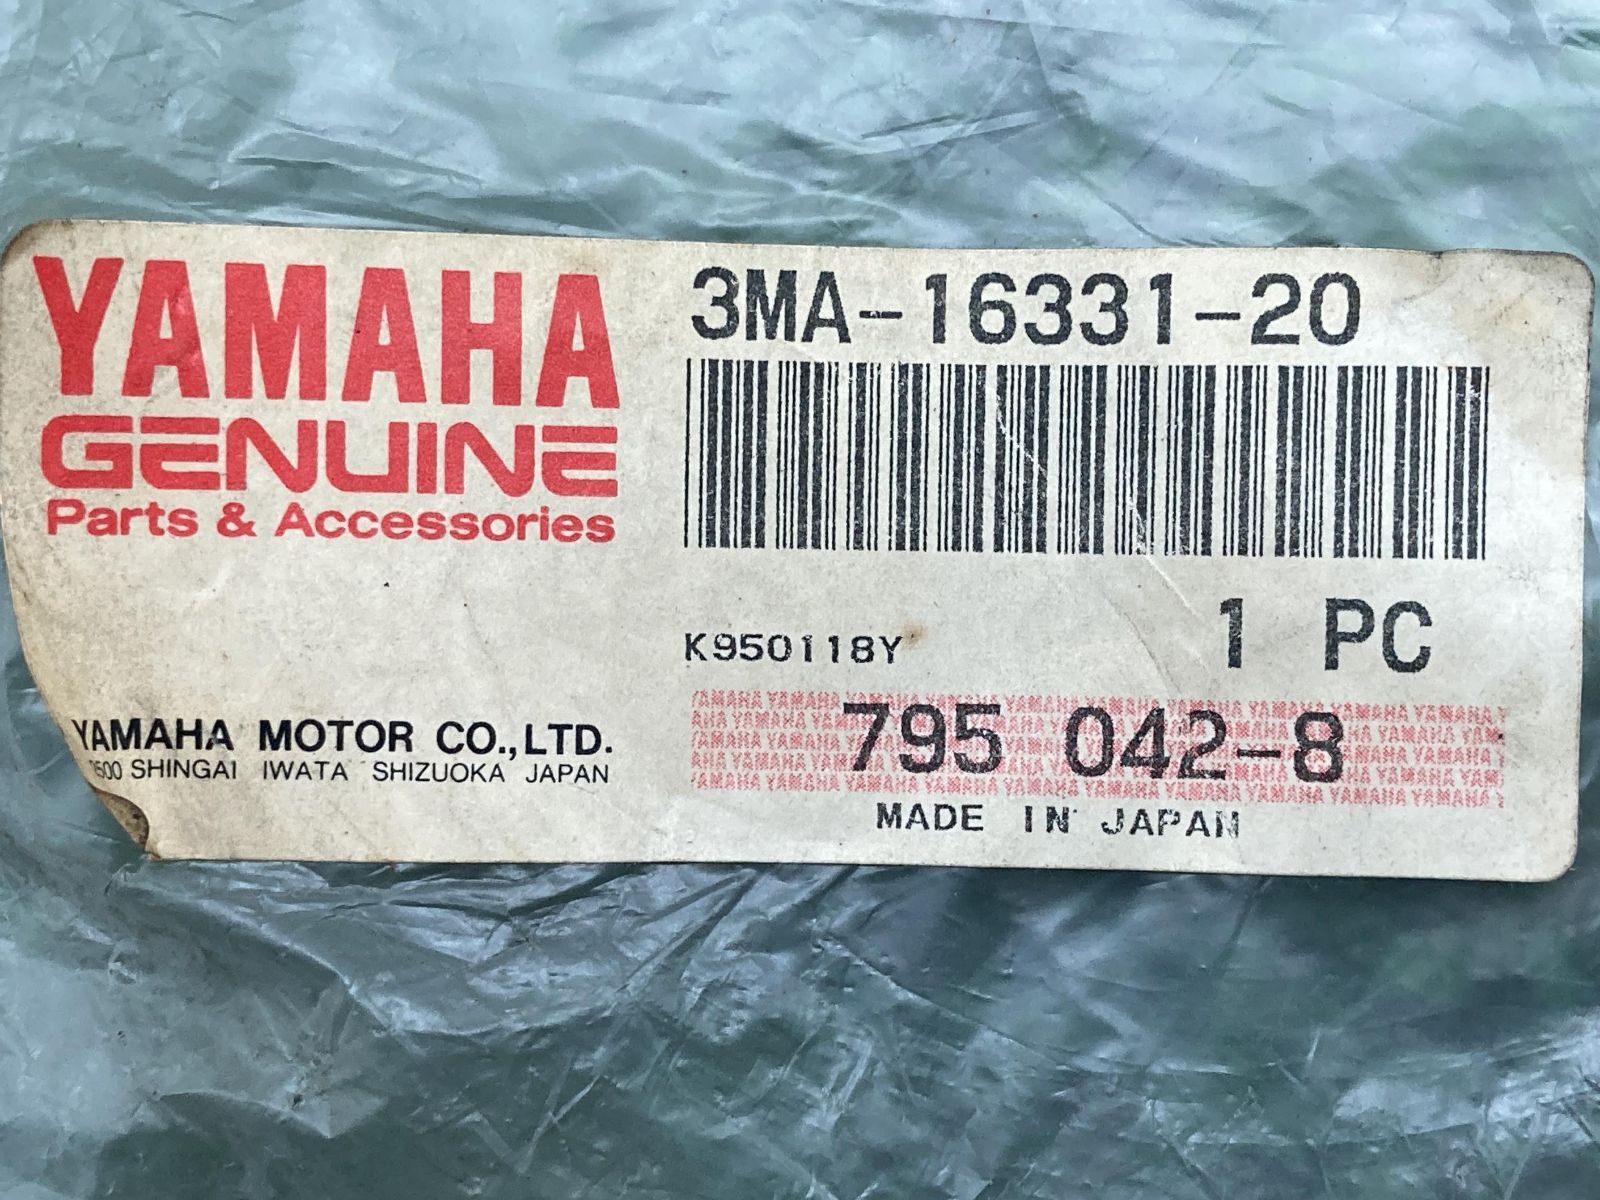 YAMAHA
GENUINE
Parts & Accessories
YAMAHA MOTOR CO., LTD.
2500 SHINGAI IWATA SHIZUOKA JAPAN
3MA-16331-20
K950118Y
1 PC
795 042-8
MADE IN JAPAN